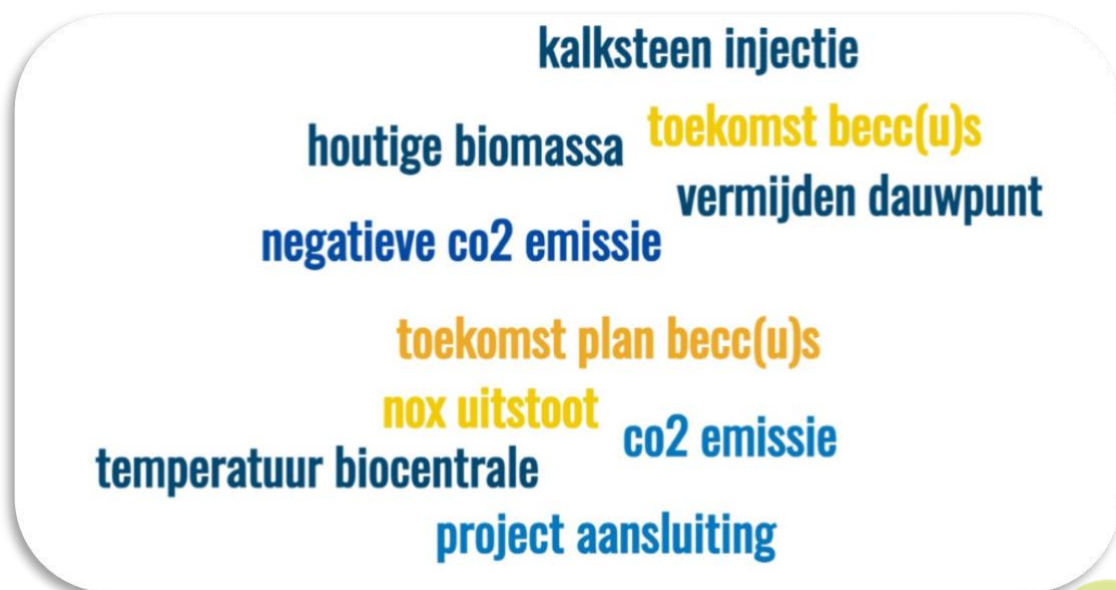 kalksteen injectie
toekomst becc(u)s
houtige biomassa
vermijden dauwpunt
negatieve co2 emissie
toekomst plan becc(u)s
nox uitstoot
co2 emissie
temperatuur biocentrale
project aansluiting